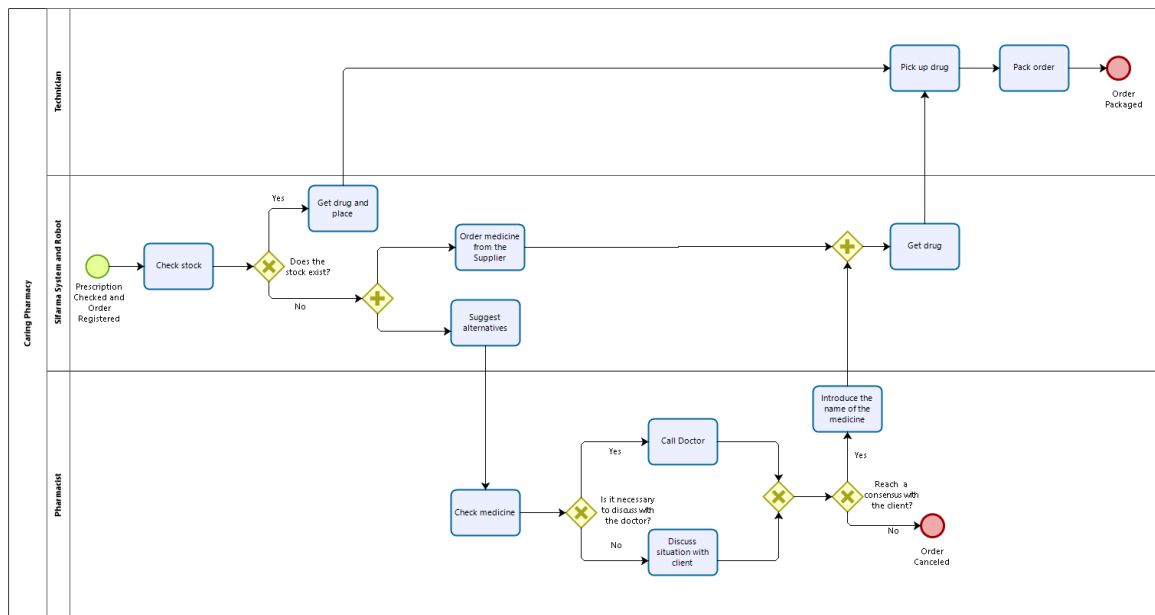 Caring Pharmacy
Technician
Pick up drug
Pack order
Order
Packaged
Sifarma System and Robot
Prescription
Checked and
Order
Registered
Check stock
Does the
stock exist?
Yes
No
Get drug and
place
Order medicine
from the
Supplier
Suggest
alternatives
Get drug
Pharmacist
Check medicine
Is it necessary
to discuss with
the doctor?
Yes
No
Call Doctor
Discuss
situation with
client
Introduce the
name of the
medicine
Yes
Reach a
consensus with
the client?
No
Order
Canceled